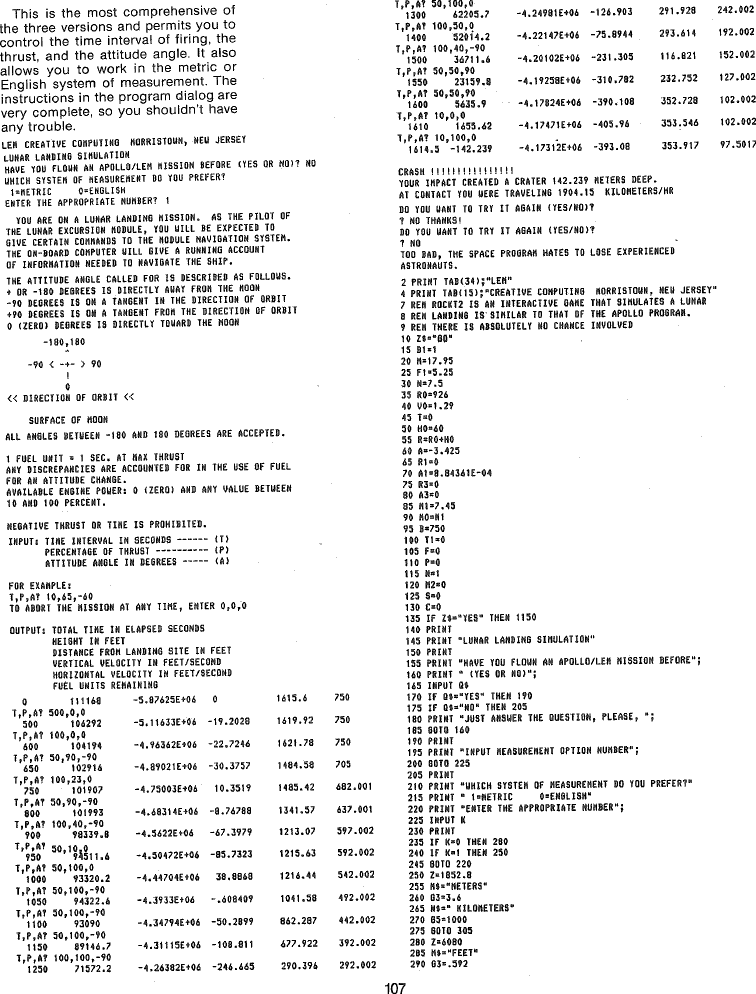 This is the most comprehensive of
the three versions and permits you to
control the time interval of firing, the
thrust, and the attitude angle. It also
allows you to work in the metric or
English system of measurement. The
instructions in the program dialog are
very complete, so you shouldn't have
any trouble.
LEM CREATIVE COMPUTING MORRISTOWN, NEW JERSEY
LUNAR LANDING SIMULATION
HAVE YOU FLOWN AN APOLLO/LEM MISSION BEFORE (YES OR NO)? NO
WHICH SYSTEM OF MEASUREMENT DO YOU PREFER?
1=METRIC 0=ENGLISH
ENTER THE APPROPRIATE NUMBER? 1
YOU ARE ON A LUNAR LANDING MISSION. AS THE PILOT OF
THE LUNAR EXCURSION MODULE, YOU WILL BE EXPECTED TO
GIVE CERTAIN COMMANDS TO THE MODULE NAVIGATION SYSTEM.
THE ON-BOARD COMPUTER WILL GIVE A RUNNING ACCOUNT
OF INFORMATION NEEDED TO NAVIGATE THE SHIP.
THE ATTITUDE ANGLE CALLED FOR IS DESCRIBED AS FOLLOWS.
+ OR -180 DEGREES IS DIRECTLY AWAY FROM THE MOON
-90 DEGREES IS ON A TANGENT IN THE DIRECTION OF ORBIT
+90 DEGREES IS ON A TANGENT FROM THE DIRECTION OF ORBIT
0 (ZERO) DEGREES IS DIRECTLY TOWARD THE MOON
-180,180
^
-90 < -+- > 90
!
0
<< DIRECTION OF ORBIT <<
SURFACE OF MOON
ALL ANGLES BETWEEN -180 AND 180 DEGREES ARE ACCEPTED.
1 FUEL UNIT = 1 SEC. AT MAX THRUST
ANY DISCREPANCIES ARE ACCOUNTED FOR IN THE USE OF FUEL
FOR AN ATTITUDE CHANGE.
AVAILABLE ENGINE POWER: 0 (ZERO) AND ANY VALUE BETWEEN
10 AND 100 PERCENT.
NEGATIVE THRUST OR TIME IS PROHIBITED.
INPUT: TIME INTERVAL IN SECONDS ------ (T)
PERCENTAGE OF THRUST ---------- (P)
ATTITUDE ANGLE IN DEGREES ----- (A)
FOR EXAMPLE:
T,P,A? 10,65,-60
TO ABORT THE MISSION AT ANY TIME, ENTER 0,0,0
OUTPUT: TOTAL TIME IN ELAPSED SECONDS
HEIGHT IN FEET
DISTANCE FROM LANDING SITE IN FEET
VERTICAL VELOCITY IN FEET/SECOND
HORIZONTAL VELOCITY IN FEET/SECOND
FUEL UNITS REMAINING
0 111168 -5.87625E+06 0 1615.6 750
T,P,A? 500,0,0
500 106292 -5.11633E+06 -19.2028 1619.92 750
T,P,A? 100,0,0
600 104194 -4.96362E+06 -22.7246 1621.78 750
T,P,A? 50,90,-90
650 102916 -4.89021E+06 -30.3757 1484.58 705
T,P,A? 100,23,0
750 101907 -4.75003E+06 10.3519 1485.42 682.001
T,P,A? 50,90,-90
800 101993 -4.68314E+06 -8.76788 1341.57 637.001
T,P,A? 100,40,-90
900 98339.8 -4.5622E+06 -67.3979 1213.07 597.002
T,P,A? 50,10,0
950 94511.6 -4.50472E+06 -85.7323 1215.63 592.002
T,P,A? 50,100,0
1000 93320.2 -4.44704E+06 38.8868 1216.44 542.002
T,P,A? 50,100,-90
1050 94322.6 -4.3933E+06 -.608409 1041.58 492.002
T,P,A? 50,100,-90
1100 93090 -4.34794E+06 -50.2899 862.287 442.002
T,P,A? 50,100,-90
1150 89146.7 -4.31115E+06 -108.811 677.922 392.002
T,P,A? 100,100,-90
1250 71572.2 -4.26382E+06 -246.665 290.396 292.002
T,P,A? 50,100,0
1300 62205.7 -4.24981E+06 -126.903 291.928 242.002
T,P,A? 100,50,0
1400 52014.2 -4.22147E+06 -75.8944 293.614 192.002
T,P,A? 100,40,-90
1500 36711.6 -4.20102E+06 -231.305 116.821 152.002
T,P,A? 50,50,90
1550 23159.8 -4.19258E+06 -310.782 232.752 127.002
T,P,A? 50,50,90
1600 5635.9 -4.17824E+06 -390.108 352.728 102.002
T,P,A? 10,0,0
1610 1655.62 -4.17471E+06 -405.96 353.546 102.002
T,P,A? 10,100,0
1614.5 -142.239 -4.17312E+06 -393.08 353.917 97.5017
CRASH !!!!!!!!!!!!!!!!
YOUR IMPACT CREATED A CRATER 142.239 METERS DEEP.
AT CONTACT YOU WERE TRAVELING 1904.15 KILOMETERS/HR
DO YOU WANT TO TRY IT AGAIN (YES/NO)?
? NO THANKS!
DO YOU WANT TO TRY IT AGAIN (YES/NO)?
? NO
TOO BAD, THE SPACE PROGRAM HATES TO LOSE EXPERIENCED
ASTRONAUTS.
2 PRINT TAB(34);"LEM"
4 PRINT TAB(15);"CREATIVE COMPUTING MORRISTOWN, NEW JERSEY"
7 REM ROCKT2 IS AN INTERACTIVE GAME THAT SIMULATES A LUNAR
8 REM LANDING IS SIMILAR TO THAT OF THE APOLLO PROGRAM.
9 REM THERE IS ABSOLUTELY NO CHANCE INVOLVED
10 Z$="GO"
15 B1=1
20 M=17.95
25 F1=5.25
30 N=7.5
35 R0=926
40 V0=1.29
45 T=0
50 H0=60
55 R=R0+H0
60 A=-3.425
65 R1=0
70 A1=8.84361E-04
75 R3=0
80 A3=0
85 M1=7.45
90 M0=M1
95 B=750
100 T1=0
105 F=0
110 P=0
115 N=1
120 M2=0
125 S=0
130 C=0
135 IF Z$="YES" THEN 1150
140 PRINT
145 PRINT "LUNAR LANDING SIMULATION"
150 PRINT
155 PRINT "HAVE YOU FLOWN AN APOLLO/LEM MISSION BEFORE";
160 PRINT " (YES OR NO)";
165 INPUT Q$
170 IF Q$="YES" THEN 190
175 IF Q$="NO" THEN 205
180 PRINT "JUST ANSWER THE QUESTION, PLEASE, ";
185 GOTO 160
190 PRINT
195 PRINT "INPUT MEASUREMENT OPTION NUMBER";
200 GOTO 225
205 PRINT
210 PRINT "WHICH SYSTEM OF MEASUREMENT DO YOU PREFER?"
215 PRINT " 1=METRIC 0=ENGLISH"
220 PRINT "ENTER THE APPROPRIATE NUMBER";
225 INPUT K
230 PRINT
235 IF K=0 THEN 280
240 IF K=1 THEN 250
245 GOTO 220
250 Z=1852.8
255 M$="METERS"
260 G3=3.6
265 N$=" KILOMETERS"
270 G5=1000
275 GOTO 305
280 Z=6080
285 M$="FEET"
290 G3=.592
107